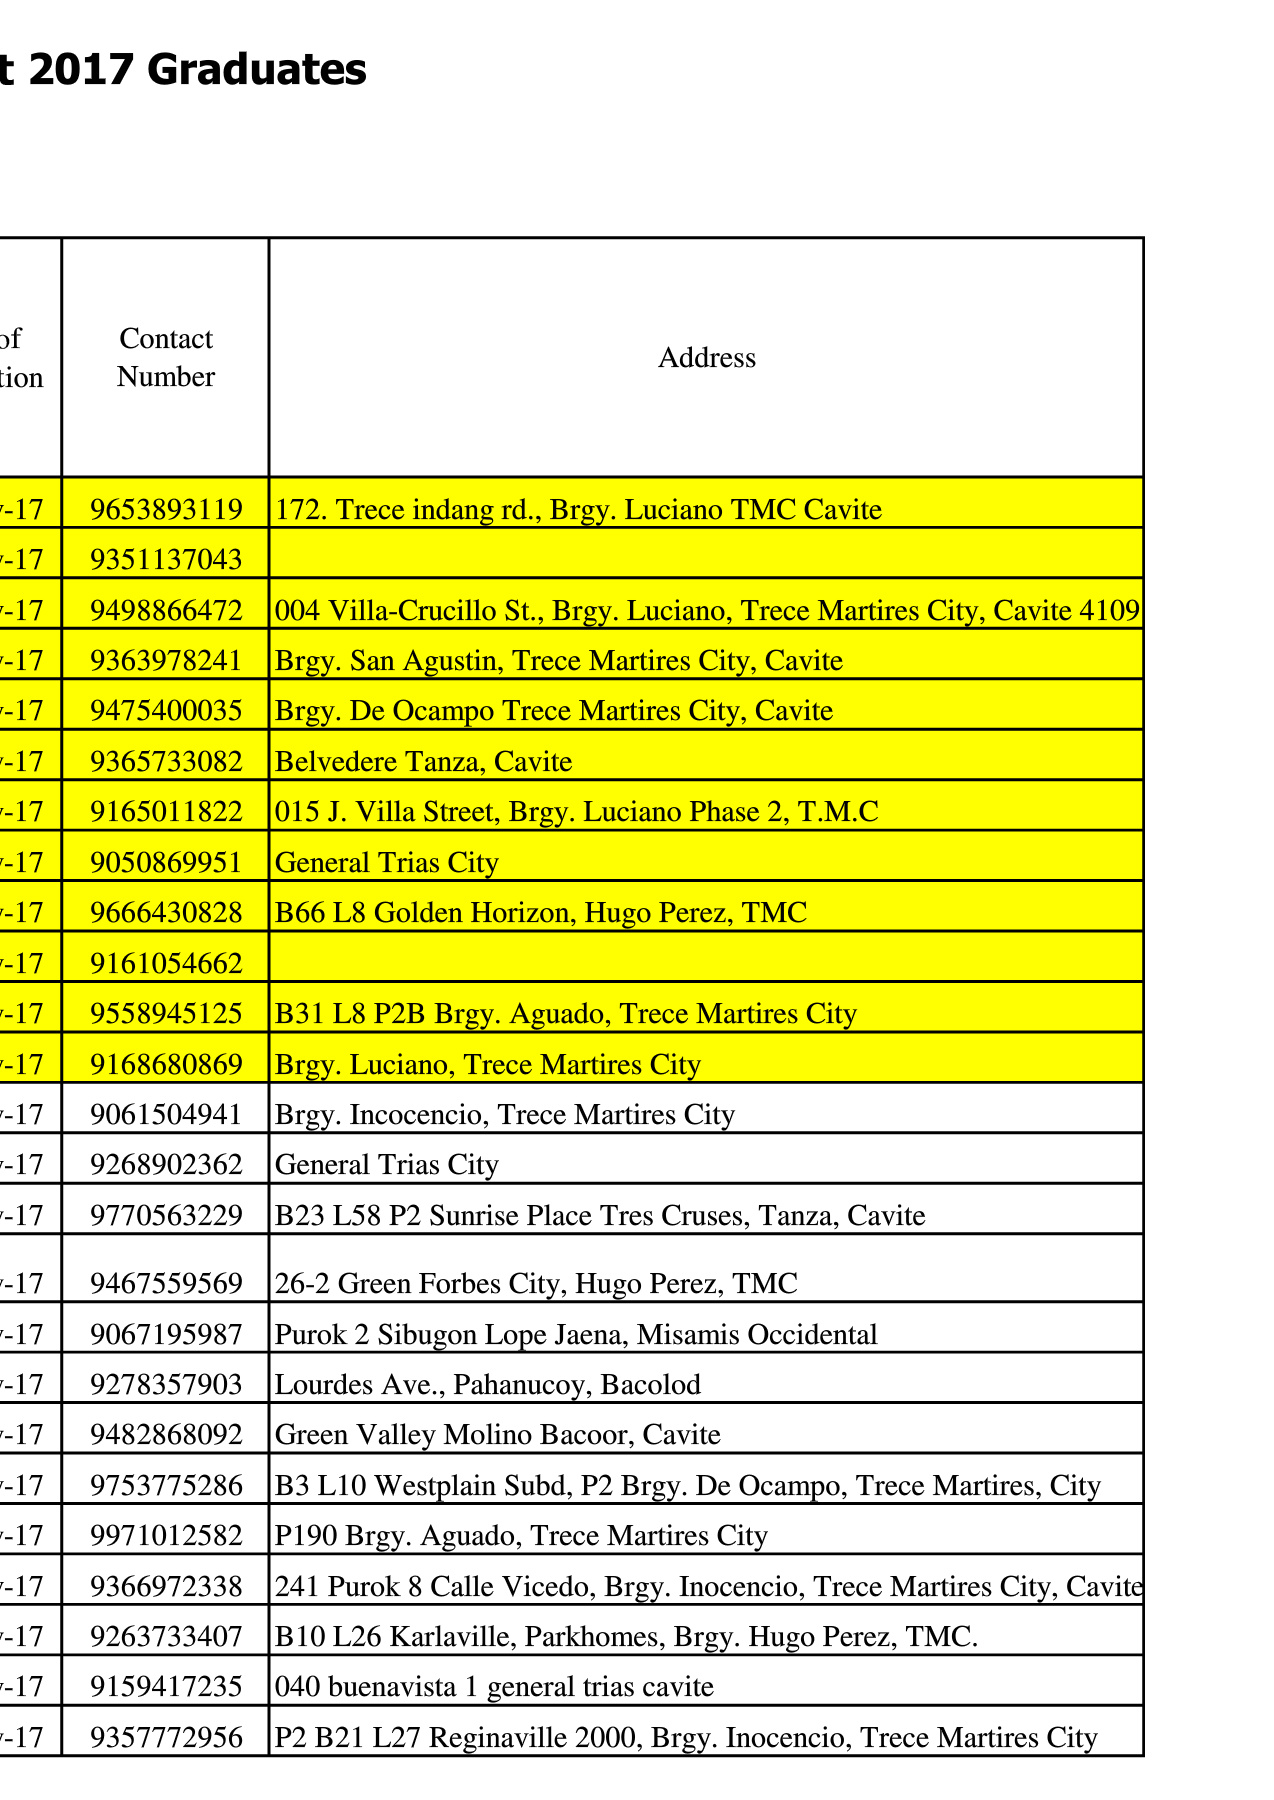 t 2017 Graduates
of Contact
tion Number Address
-17 9653893119 172. Trece indang rd., Brgy. Luciano TMC Cavite
-17 9351137043
-17 9498866472 004 Villa-Crucillo St., Brgy. Luciano, Trece Martires City, Cavite 4109
-17 9363978241 Brgy. San Agustin, Trece Martires City, Cavite
-17 9475400035 Brgy. De Ocampo Trece Martires City, Cavite
-17 9365733082 Belvedere Tanza, Cavite
-17 9165011822 015 J. Villa Street, Brgy. Luciano Phase 2, T.M.C
-17 9050869951 General Trias City
-17 9666430828 B66 L8 Golden Horizon, Hugo Perez, TMC
-17 9161054662
-17 9558945125 B31 L8 P2B Brgy. Aguado, Trece Martires City
-17 9168680869 Brgy. Luciano, Trece Martires City
-17 9061504941 Brgy. Incocencio, Trece Martires City
-17 9268902362 General Trias City
-17 9770563229 B23 L58 P2 Sunrise Place Tres Cruses, Tanza, Cavite
-17 9467559569 26-2 Green Forbes City, Hugo Perez, TMC
-17 9067195987 Purok 2 Sibugon Lope Jaena, Misamis Occidental
-17 9278357903 Lourdes Ave., Pahanucoy, Bacolod
-17 9482868092 Green Valley Molino Bacoor, Cavite
-17 9753775286 B3 L10 Westplain Subd, P2 Brgy. De Ocampo, Trece Martires, City
-17 9971012582 P190 Brgy. Aguado, Trece Martires City
-17 9366972338 241 Purok 8 Calle Vicedo, Brgy. Inocencio, Trece Martires City, Cavite
-17 9263733407 B10 L26 Karlaville, Parkhomes, Brgy. Hugo Perez, TMC.
-17 9159417235 040 buenavista 1 general trias cavite
-17 9357772956 P2 B21 L27 Reginaville 2000, Brgy. Inocencio, Trece Martires City